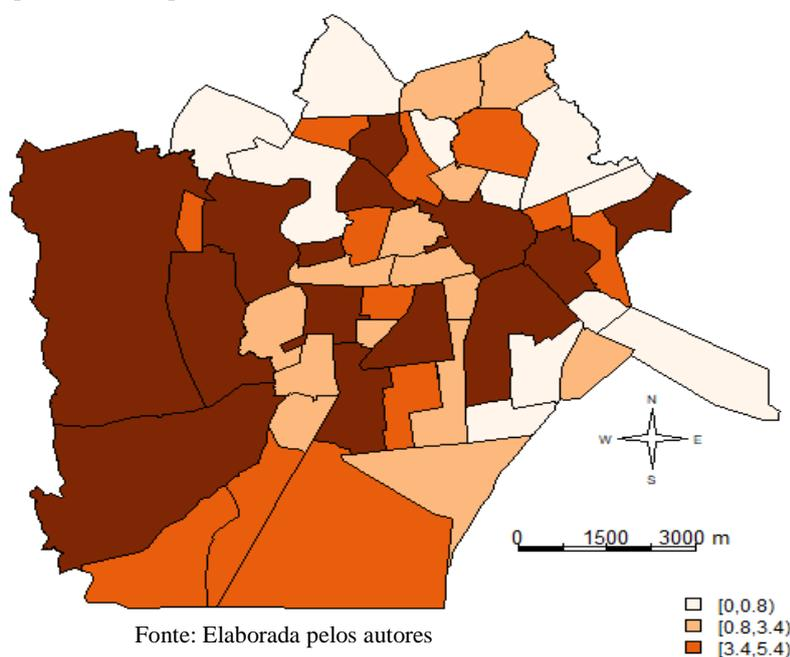 N
W E
S
0 1500 3000 m
[0,0.8)
[0.8,3.4)
[3.4,5.4)
Fonte: Elaborada pelos autores